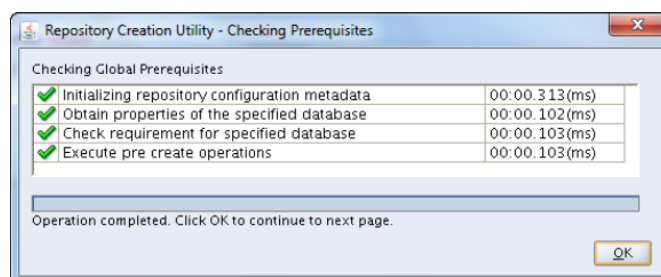 Repository Creation Utility - Checking Prerequisites
Checking Global Prerequisites
Initializing repository configuration metadata 00:00.313(ms)
Obtain properties of the specified database 00:00.102(ms)
Check requirement for specified database 00:00.103(ms)
Execute pre create operations 00:00.103(ms)
Operation completed. Click OK to continue to next page.
OK